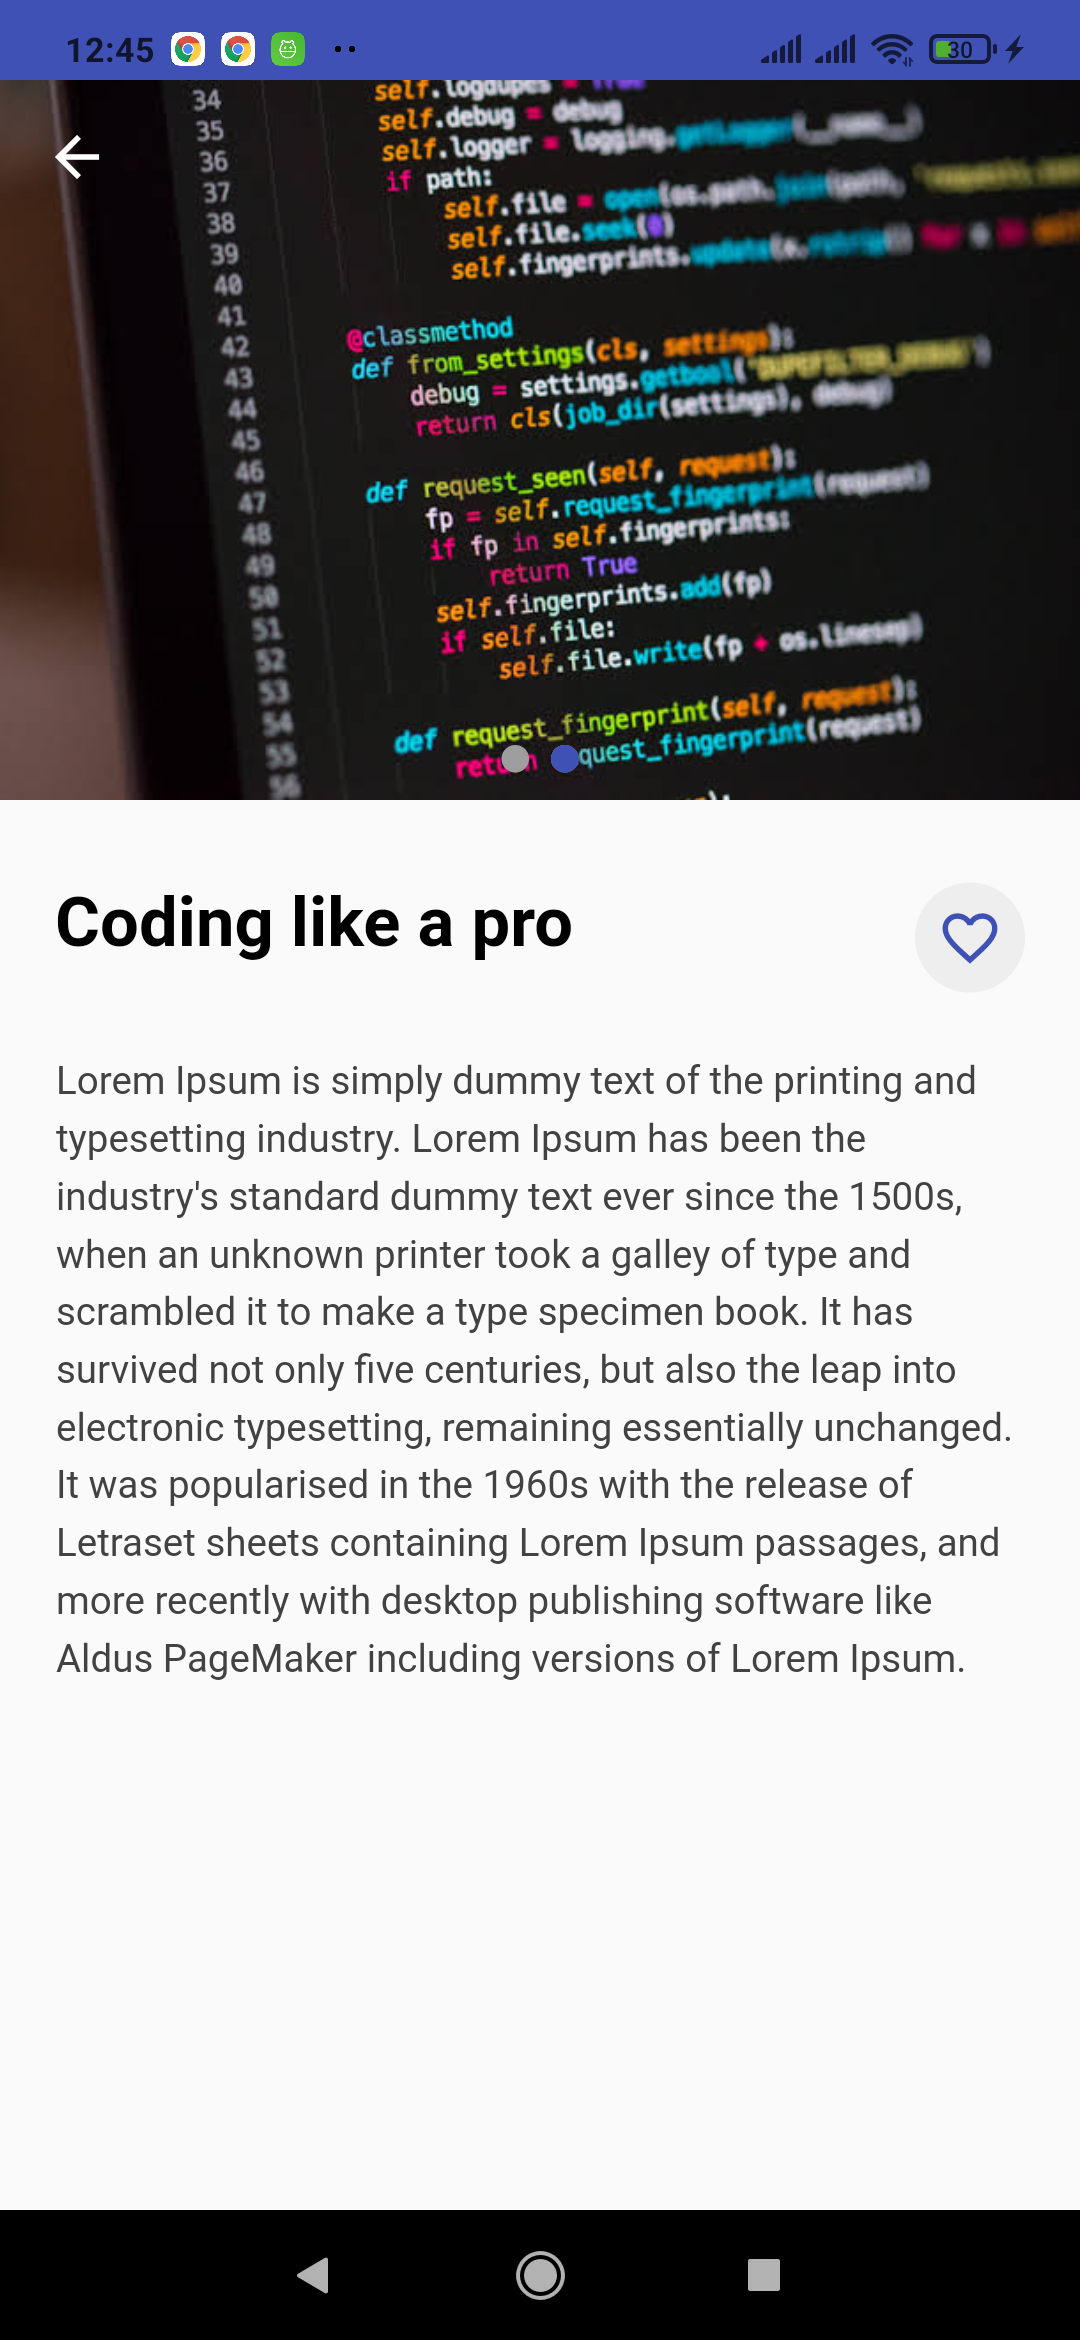 12:45
30
34
35
36
37
38
39
40
41
42
43
44
45
46
47
48
49
50
51
52
53
54
55
56
self.logdupes = True
self.debug = debug
self.logger = logging.getLogger(__name__)
if path:
self.file = open(os.path.join(path,
self.file.seek(0)
self.fingerprints.update(x.rstrip() for x in
@classmethod
def from_settings(cls, settings):
debug = settings.getbool('DUPEFILTER_DEBUG')
return cls(job_dir(settings), debug)
def request_seen(self, request):
fp = self.request_fingerprint(request)
if fp in self.fingerprints:
return True
self.fingerprints.add(fp)
if self.file:
self.file.write(fp + os.linesep)
def request_fingerprint(self, request):
quest_fingerprint(request)
Coding like a pro
Lorem Ipsum is simply dummy text of the printing and
typesetting industry. Lorem Ipsum has been the
industry's standard dummy text ever since the 1500s,
when an unknown printer took a galley of type and
scrambled it to make a type specimen book. It has
survived not only five centuries, but also the leap into
electronic typesetting, remaining essentially unchanged.
It was popularised in the 1960s with the release of
Letraset sheets containing Lorem Ipsum passages, and
more recently with desktop publishing software like
Aldus PageMaker including versions of Lorem Ipsum.